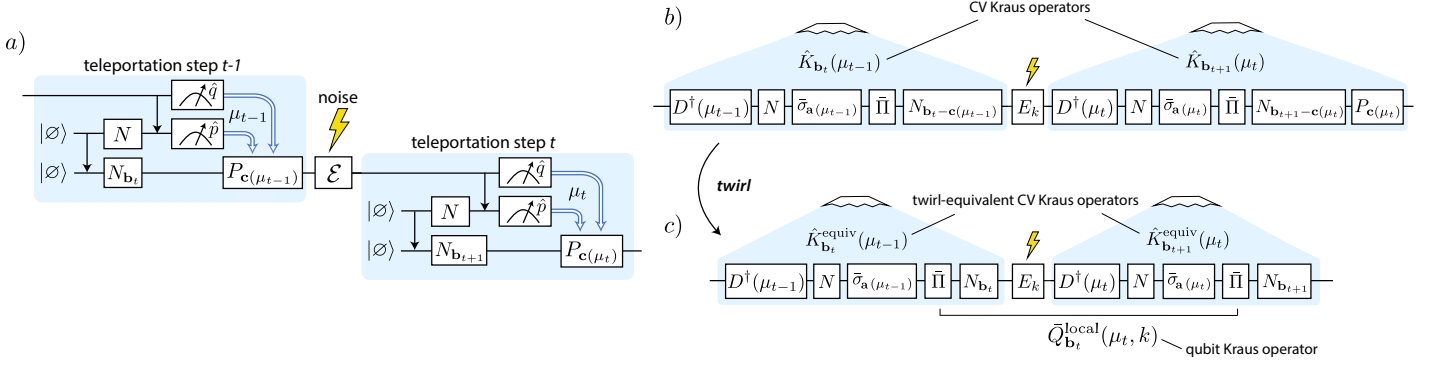 a)
teleportation step t-1
q̂
μ_{t−1}
|∅⟩
N
p̂
|∅⟩
N_{b_t}
P_{c(μ_{t−1})}
noise
ℰ
teleportation step t
q̂
μ_t
|∅⟩
N
p̂
|∅⟩
N_{b_{t+1}}
P_{c(μ_t)}
b)
CV Kraus operators
K̂_{b_t}(μ_{t−1})
K̂_{b_{t+1}}(μ_t)
D†(μ_{t−1}) N σ̄_{a(μ_{t−1})} Π̄ N_{b_t−c(μ_{t−1})} E_k D†(μ_t) N σ̄_{a(μ_t)} Π̄ N_{b_{t+1}−c(μ_t)} P_{c(μ_t)}
twirl
c)
twirl-equivalent CV Kraus operators
K̂^{equiv}_{b_t}(μ_{t−1})
K̂^{equiv}_{b_{t+1}}(μ_t)
D†(μ_{t−1}) N σ̄_{a(μ_{t−1})} Π̄ N_{b_t} E_k D†(μ_t) N σ̄_{a(μ_t)} Π̄ N_{b_{t+1}}
Q̄^{local}_{b_t}(μ_t, k)
qubit Kraus operator